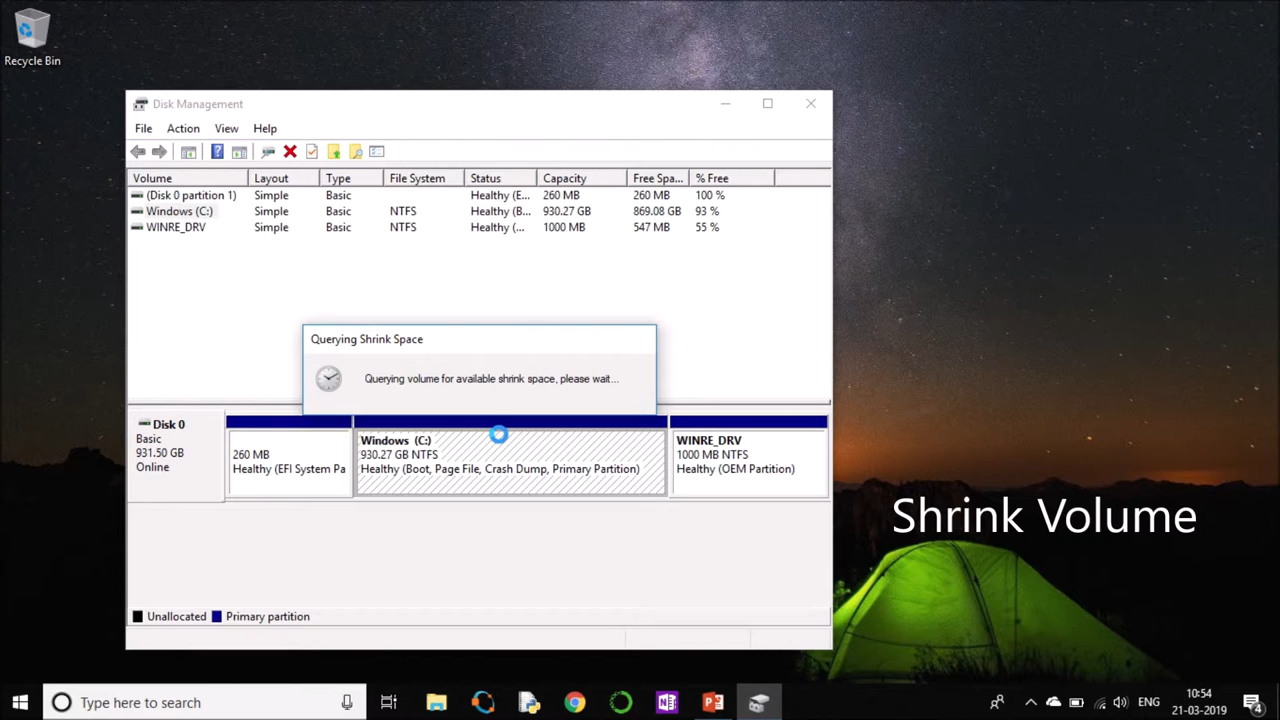 Recycle Bin
Disk Management
File Action View Help
Volume Layout Type File System Status Capacity Free Spa... % Free
(Disk 0 partition 1) Simple Basic Healthy (E... 260 MB 260 MB 100 %
Windows (C:) Simple Basic NTFS Healthy (B... 930.27 GB 869.08 GB 93 %
WINRE_DRV Simple Basic NTFS Healthy (... 1000 MB 547 MB 55 %
Querying Shrink Space
Querying volume for available shrink space, please wait...
Disk 0
Basic
931.50 GB
Online
260 MB
Healthy (EFI System Pa
Windows (C:)
930.27 GB NTFS
Healthy (Boot, Page File, Crash Dump, Primary Partition)
WINRE_DRV
1000 MB NTFS
Healthy (OEM Partition)
Unallocated Primary partition
Shrink Volume
Type here to search
ENG
10:54
21-03-2019
4